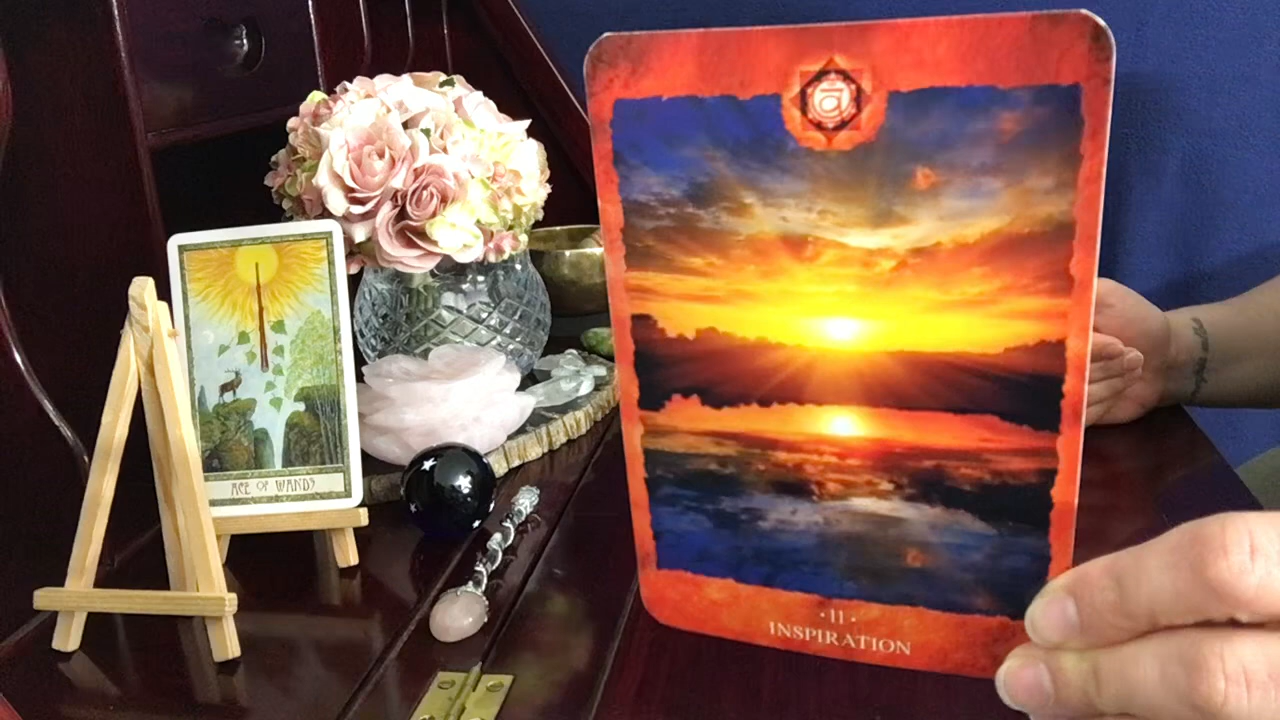 ACE OF WANDS
वं
·11·
INSPIRATION